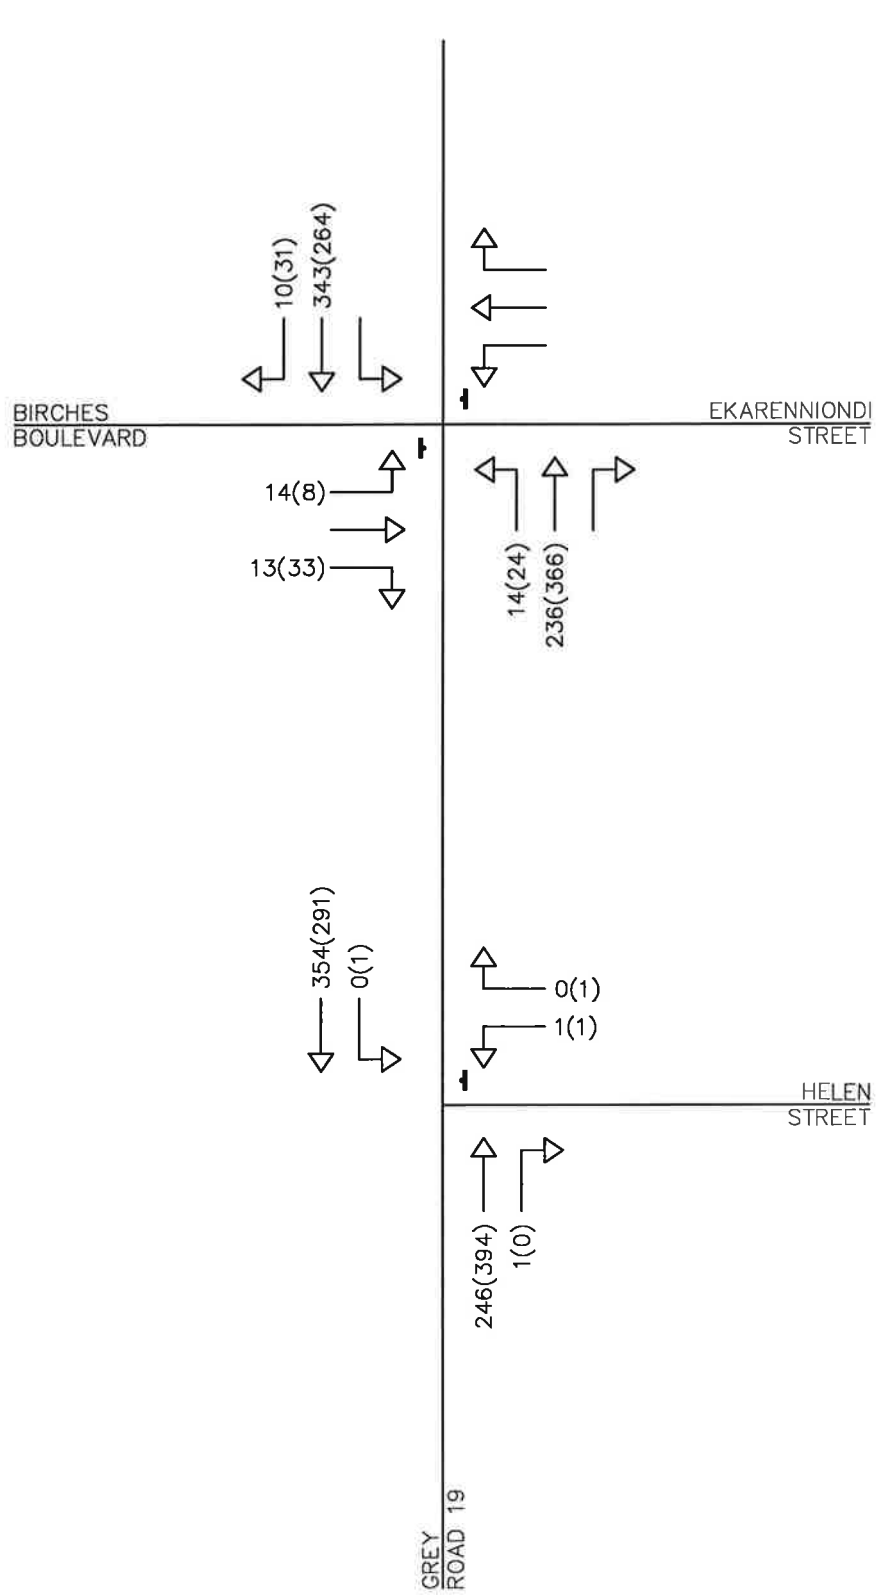 10(31)
343(264)
BIRCHES
BOULEVARD
EKARENNIONDI
STREET
14(8)
13(33)
14(24)
236(366)
354(291)
0(1)
0(1)
1(1)
HELEN
STREET
246(394)
1(0)
GREY
ROAD 19